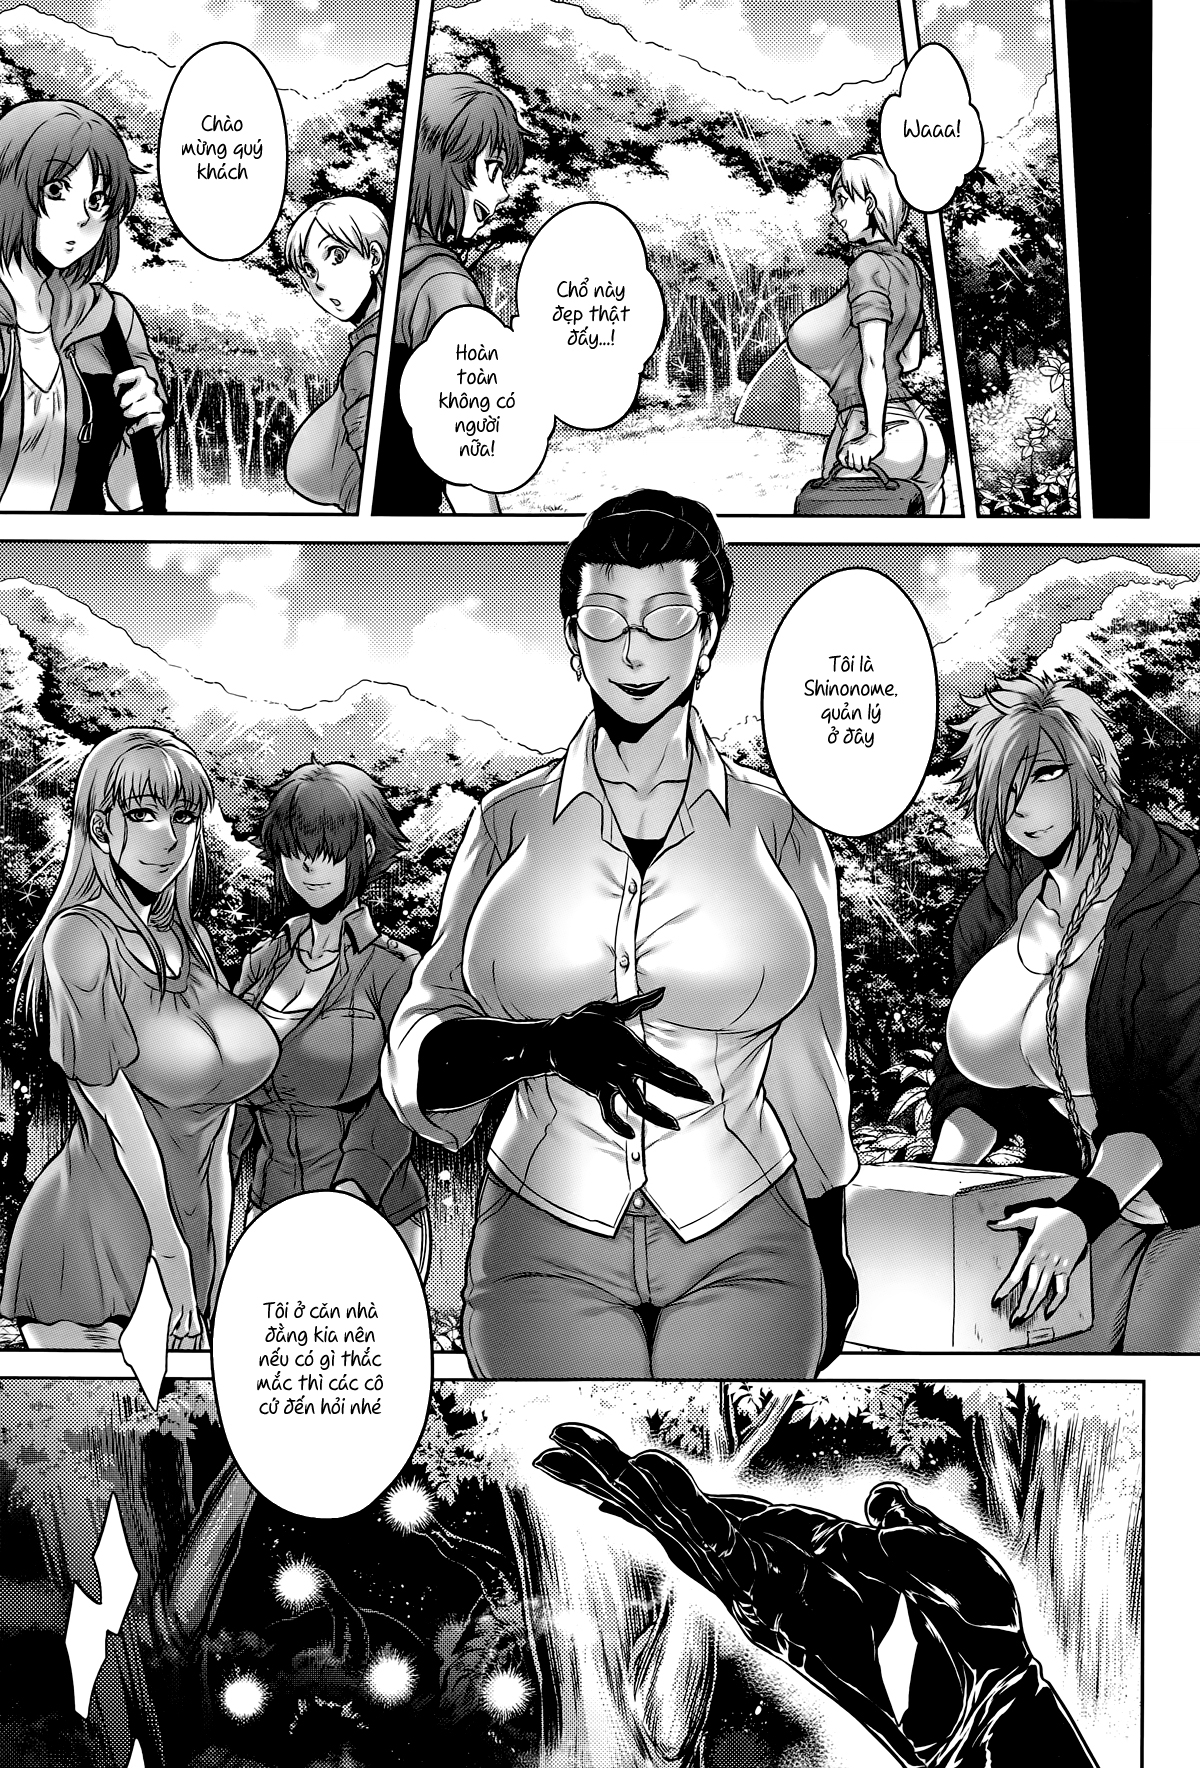 Waaa!
Chổ này
đẹp thật
đấy...!
Hoàn
toàn
không có
người
nữa!
Chào
mừng quý
khách
Tôi là
Shinonome,
quản lý
ở đây
Tôi ở căn nhà
đằng kia nên
nếu có gì thắc
mắc thì các cô
cứ đến hỏi nhé